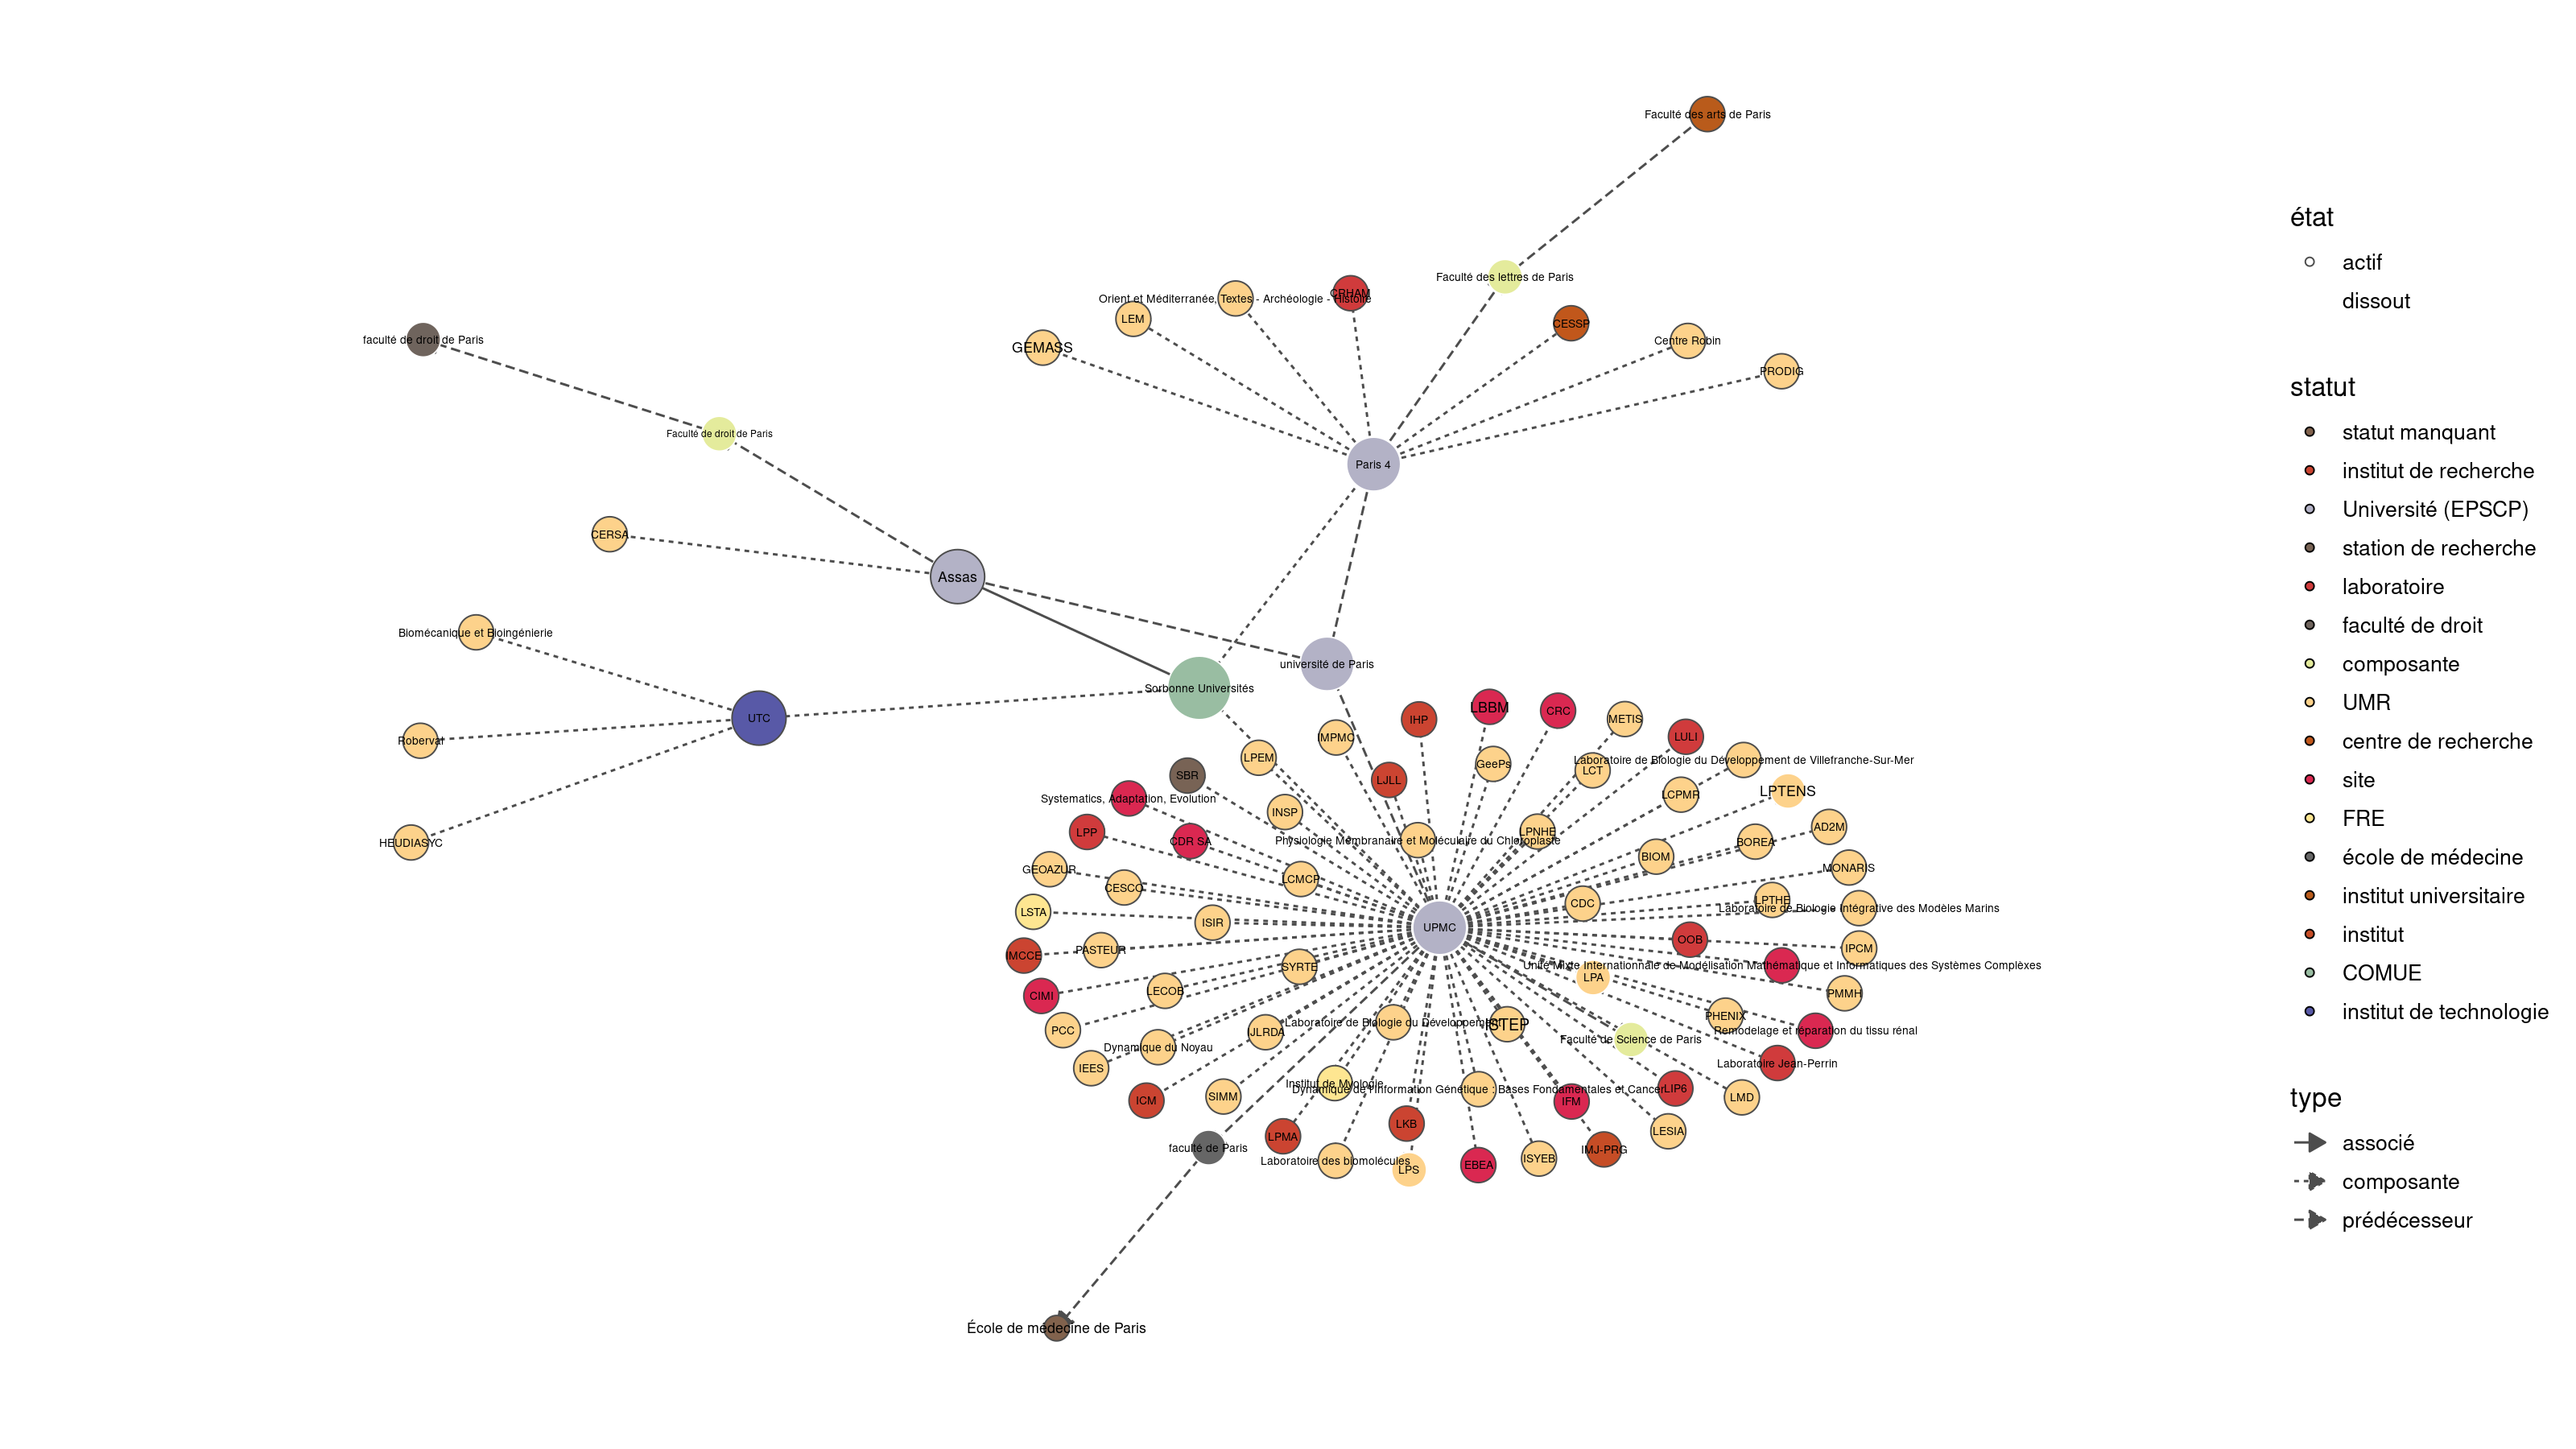 Faculté des arts de Paris
Faculté des lettres de Paris
CRHAM
Orient et Méditerranée, Textes - Archéologie - Histoire
LEM
CESSP
faculté de droit de Paris
Centre Robin
GEMASS
PRODIG
Faculté de droit de Paris
Paris 4
CERSA
Assas
Biomécanique et Bioingénierie
université de Paris
Sorbonne Universités
UTC
Roberval
HEUDIASYC
LBBM
CRC
IHP
METIS
IMPMC
LULI
LPEM
GeePs
Laboratoire de Biologie du Développement de Villefranche-Sur-Mer
LCT
SBR
LJLL
LPTENS
LCPMR
Systematics, Adaptation, Evolution
INSP
AD2M
LPP
LPNHE
CDR SA
Physiologie Membranaire et Moléculaire du Chloroplaste
BOREA
BIOM
MONARIS
GEOAZUR
LCMCP
CESCO
LPTHE
CDC
Laboratoire de Biologie Intégrative des Modèles Marins
LSTA
ISIR
UPMC
OOB
IPCM
PASTEUR
IMCCE
Unité Mixte Internationnale de Modélisation Mathématique et Informatiques des Systèmes Complèxes
SYRTE
LPA
LECOB
PMMH
CIMI
PHENIX
Laboratoire de Biologie du Développement
ISTEP
PCC
IJLRDA
Remodelage et réparation du tissu rénal
Faculté de Science de Paris
Dynamique du Noyau
Laboratoire Jean-Perrin
IEES
Institut de Myologie
Dynamique de l'Information Génétique : Bases Fondamentales et Cancer
LIP6
SIMM
LMD
ICM
IFM
LKB
LESIA
LPMA
faculté de Paris
IMJ-PRG
ISYEB
Laboratoire des biomolécules
EBEA
LPS
École de médecine de Paris
état
actif
dissout
statut
statut manquant
institut de recherche
Université (EPSCP)
station de recherche
laboratoire
faculté de droit
composante
UMR
centre de recherche
site
FRE
école de médecine
institut universitaire
institut
COMUE
institut de technologie
type
associé
composante
prédécesseur